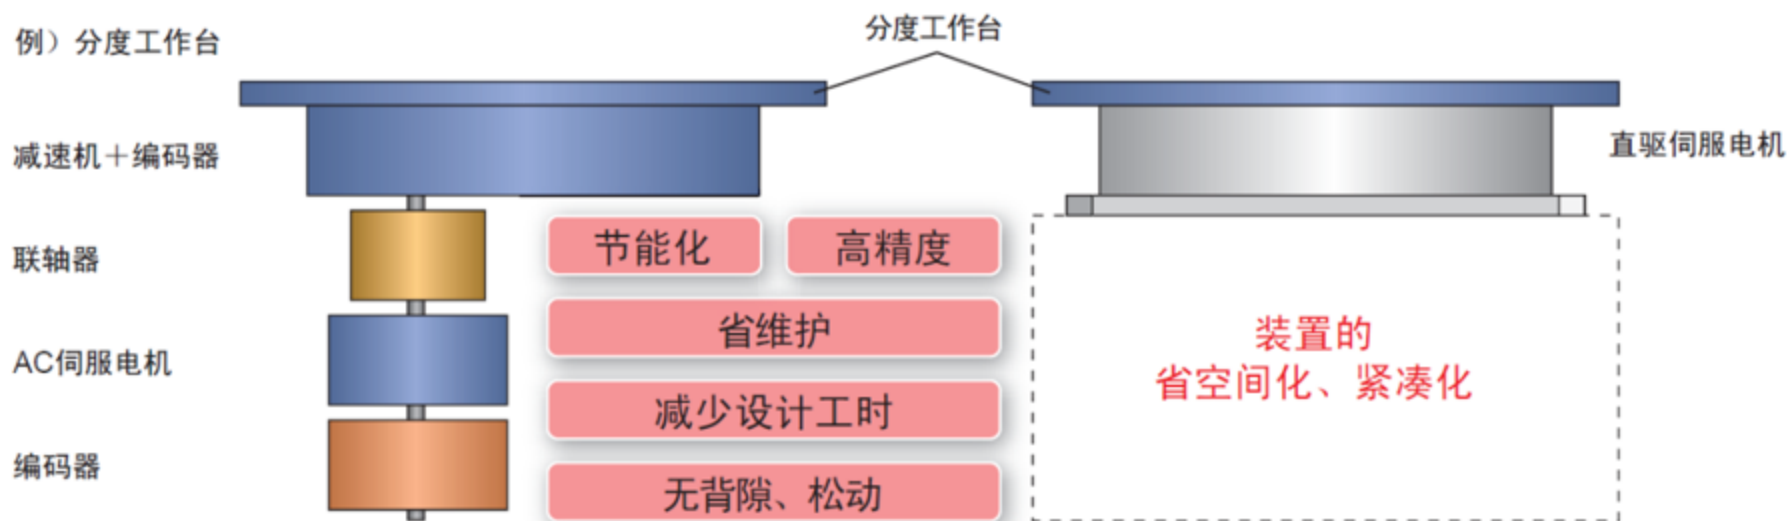 例）分度工作台
分度工作台
减速机＋编码器
直驱伺服电机
联轴器
节能化
高精度
省维护
装置的
省空间化、紧凑化
AC伺服电机
减少设计工时
编码器
无背隙、松动